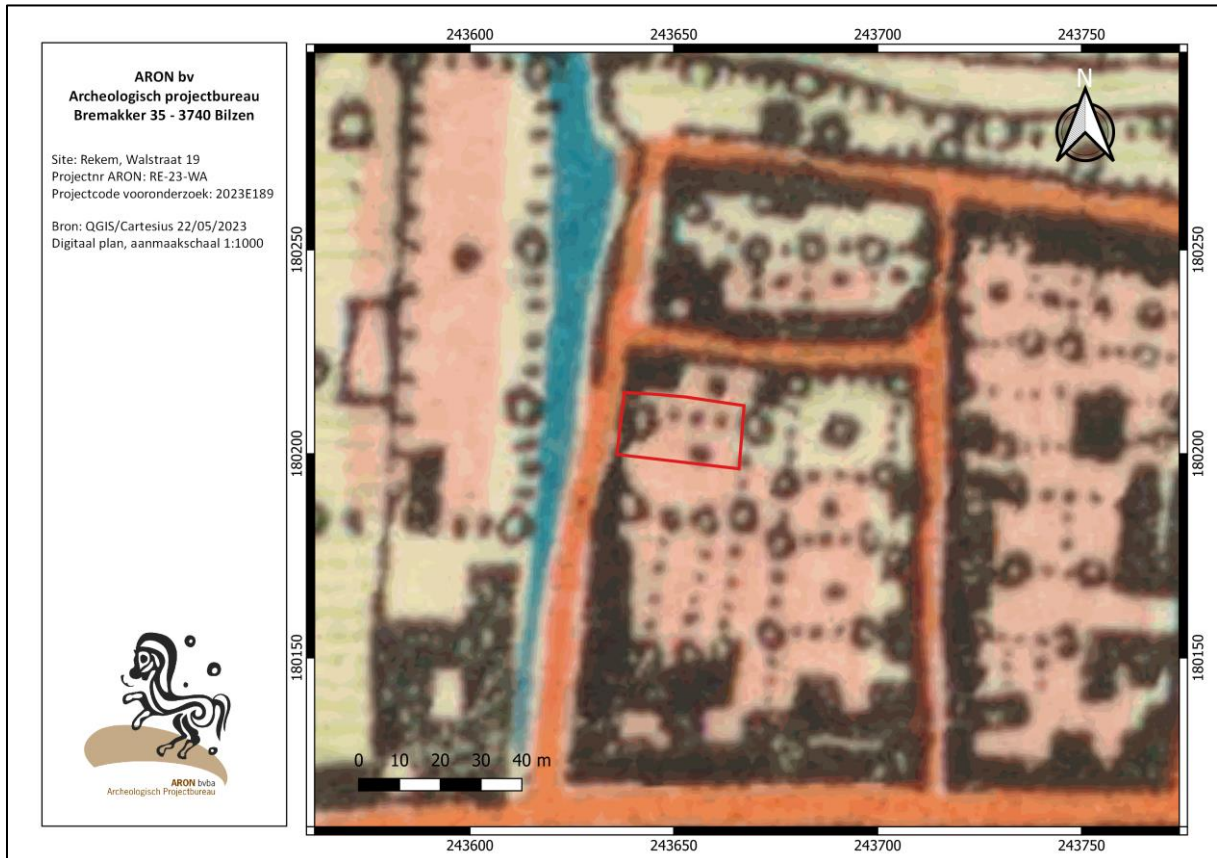 ARON bv
Archeologisch projectbureau
Bremakker 35 - 3740 Bilzen
Site: Rekem, Walstraat 19
Projectnr ARON: RE-23-WA
Projectcode vooronderzoek: 2023E189
Bron: QGIS/Cartesius 22/05/2023
Digitaal plan, aanmaakschaal 1:1000
ARON bvba
Archeologisch Projectbureau
243600 243650 243700 243750
N
180250 180250
180200 180200
180150 180150
0 10 20 30 40 m
243600 243650 243700 243750